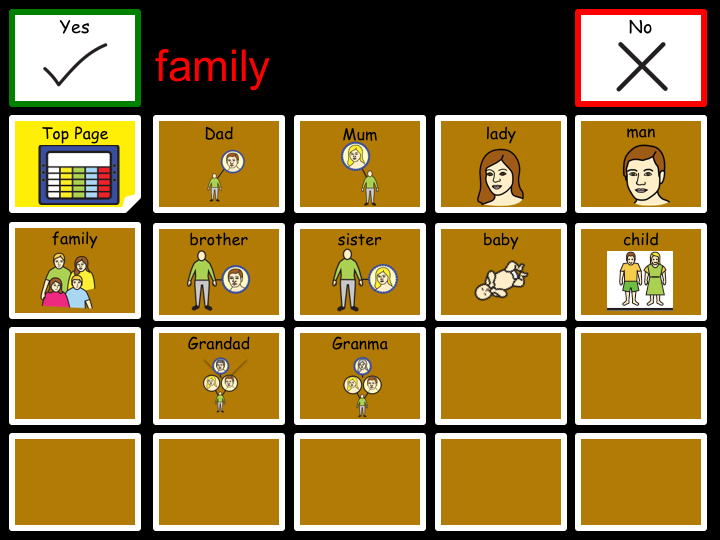 Yes
family
No
Top Page
Dad
Mum
lady
man
family
brother
sister
baby
child
Grandad
Granma